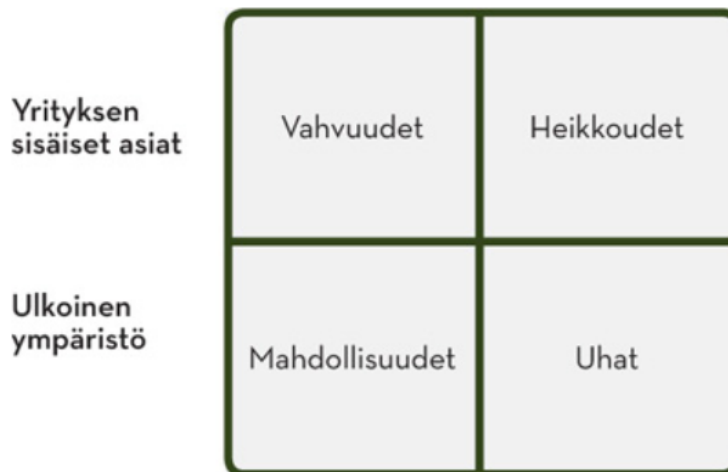 Yrityksen
sisäiset asiat
Vahvuudet
Heikkoudet
Ulkoinen
ympäristö
Mahdollisuudet
Uhat